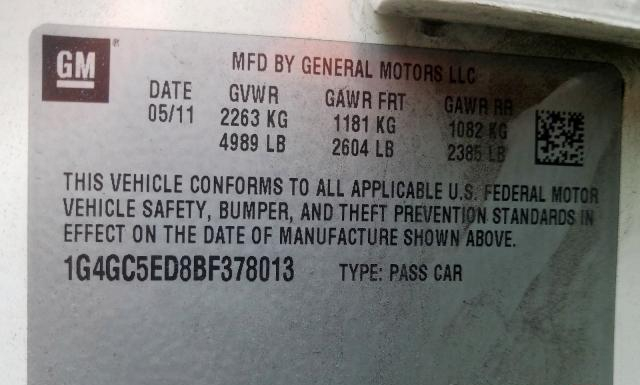 GM
MFD BY GENERAL MOTORS LLC
DATE GVWR GAWR FRT GAWR RR
05/11 2263 KG 1181 KG 1082 KG
4989 LB 2604 LB 2385 LB
THIS VEHICLE CONFORMS TO ALL APPLICABLE U.S. FEDERAL MOTOR
VEHICLE SAFETY, BUMPER, AND THEFT PREVENTION STANDARDS IN
EFFECT ON THE DATE OF MANUFACTURE SHOWN ABOVE.
1G4GC5ED8BF378013 TYPE: PASS CAR